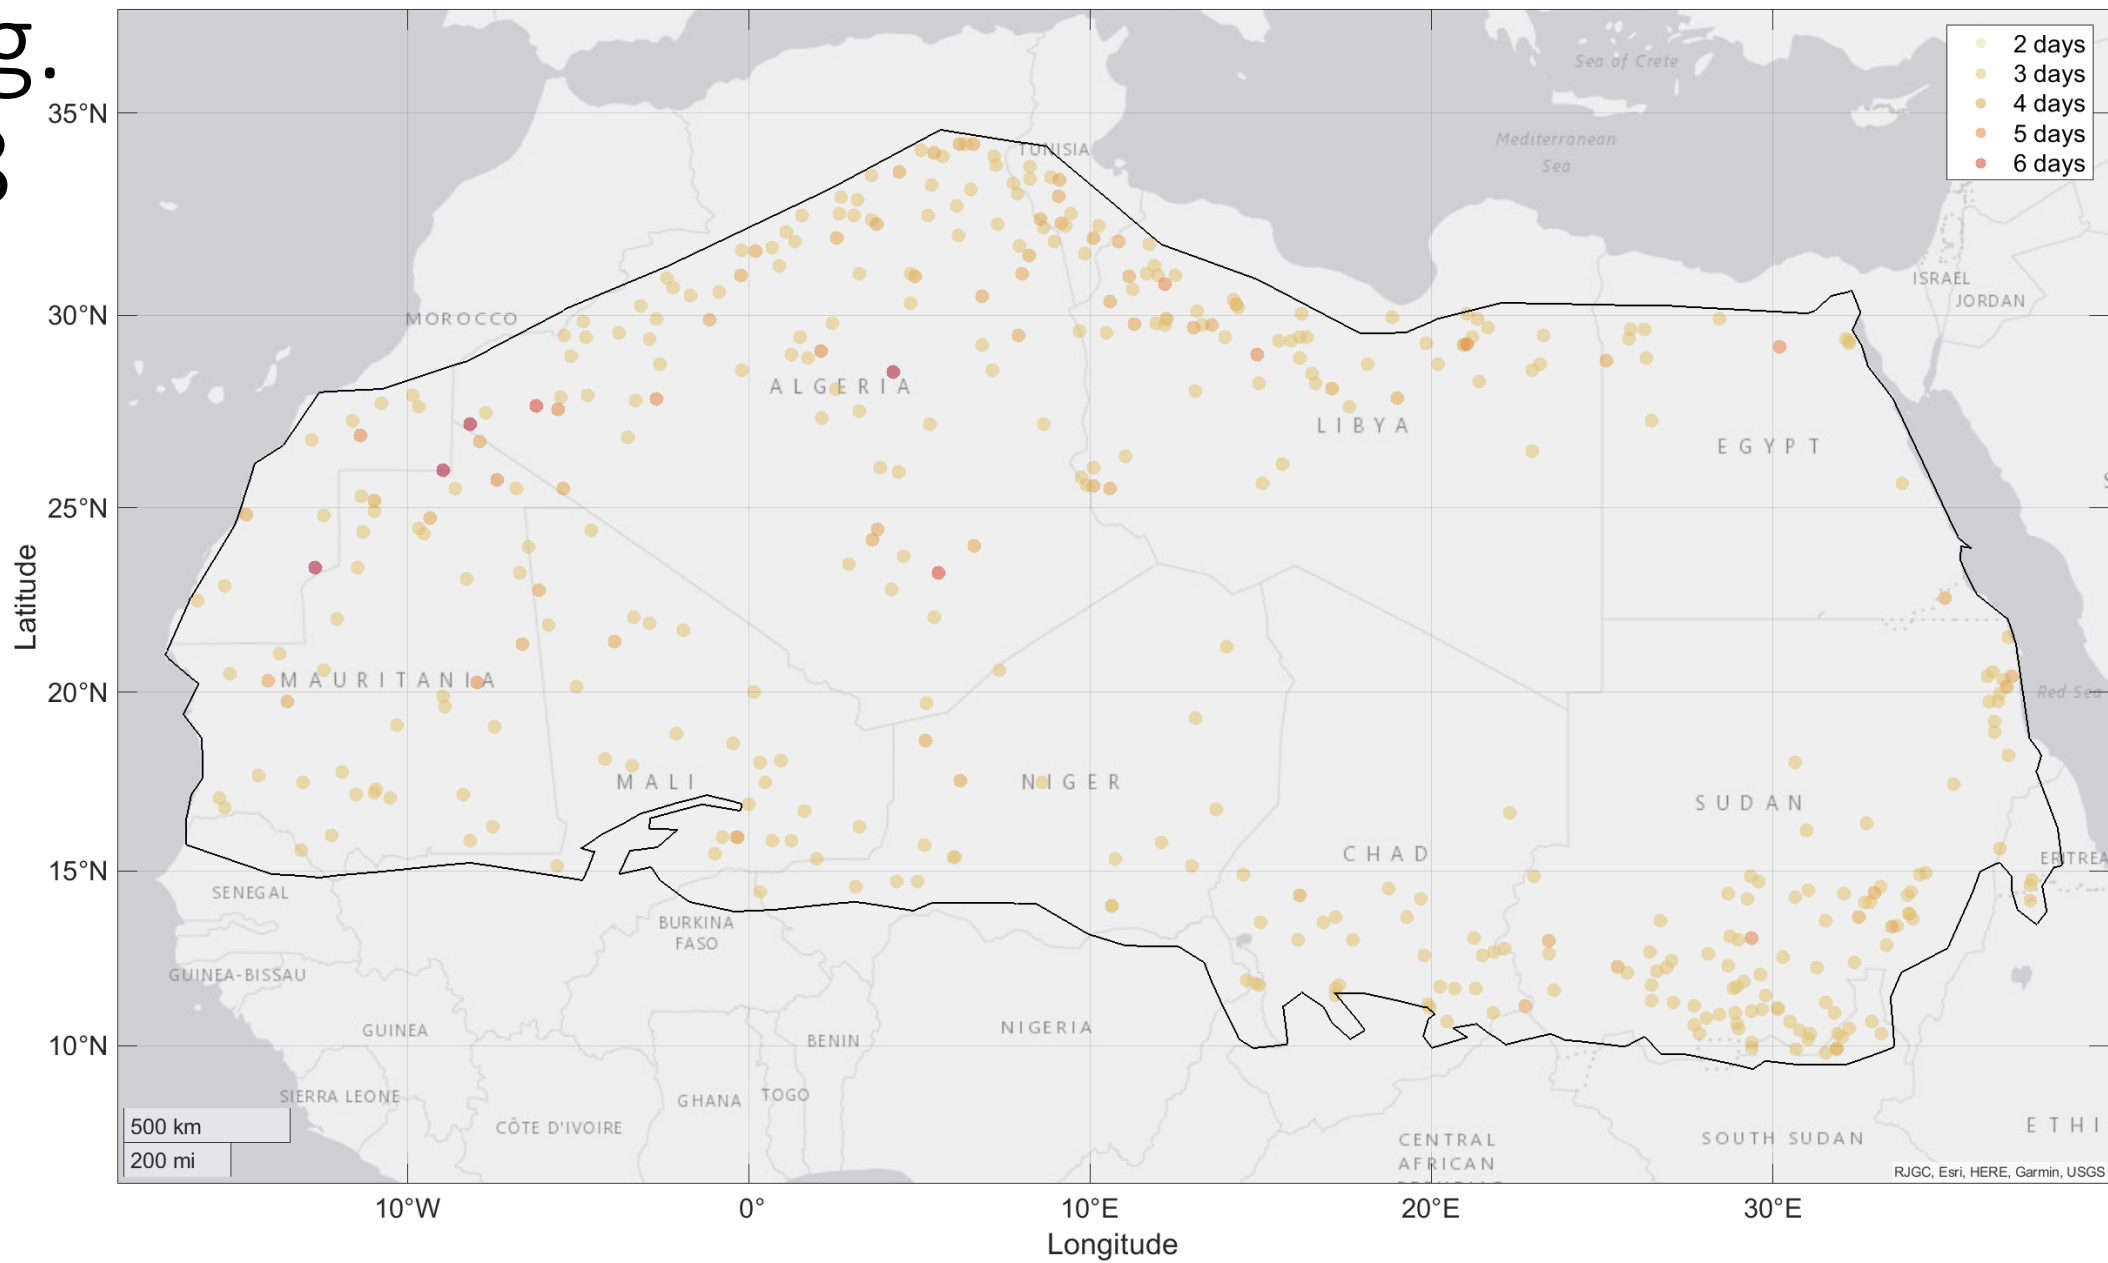 g.
2 days
3 days
4 days
5 days
6 days
Sea of Crete
Mediterranean
Sea
TUNISIA
ISRAEL
JORDAN
MOROCCO
ALGERIA
LIBYA
EGYPT
MAURITANIA
Red Sea
MALI
NIGER
SUDAN
CHAD
ERITREA
SENEGAL
BURKINA
FASO
GUINEA-BISSAU
GUINEA
BENIN
NIGERIA
SIERRA LEONE
GHANA
TOGO
CÔTE D'IVOIRE
CENTRAL
AFRICAN
SOUTH SUDAN
ETHI
35°N
30°N
25°N
20°N
15°N
10°N
Latitude
500 km
200 mi
RJGC, Esri, HERE, Garmin, USGS
10°W
0°
10°E
20°E
30°E
Longitude